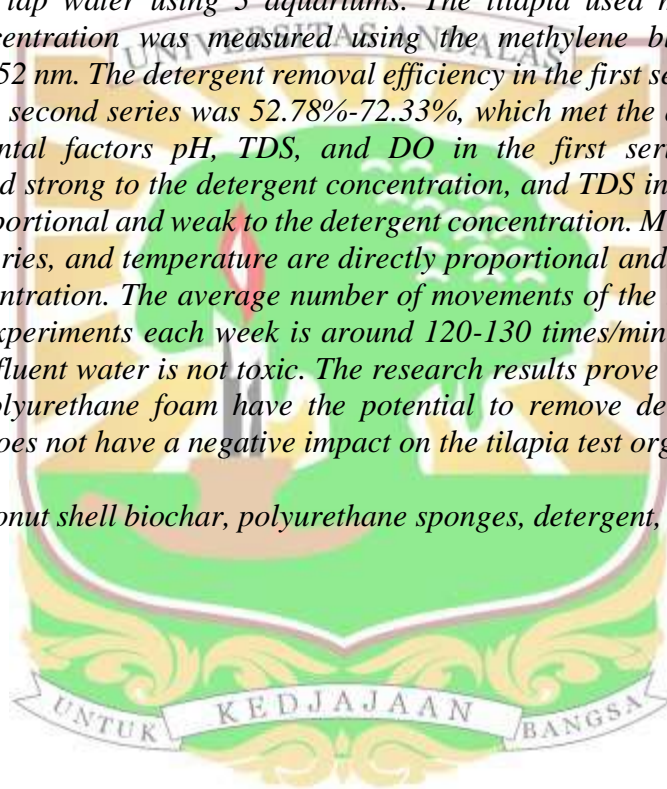 tap water using 3 aquariums. The tilapia used
centration was measured using the methylene
52 nm. The detergent removal efficiency in the first
second series was 52.78%-72.33%, which met the
ntal factors pH, TDS, and DO in the first
d strong to the detergent concentration, and TDS in
portional and weak to the detergent concentration.
ries, and temperature are directly proportional and
ntration. The average number of movements of the
xperiments each week is around 120-130 times/min
fluent water is not toxic. The research results prove
olyurethane foam have the potential to remove
oes not have a negative impact on the tilapia test
onut shell biochar, polyurethane sponges, detergent,
UNIVERSITAS ANDALAS
UNTUK KEDJAJAAN BANGSA